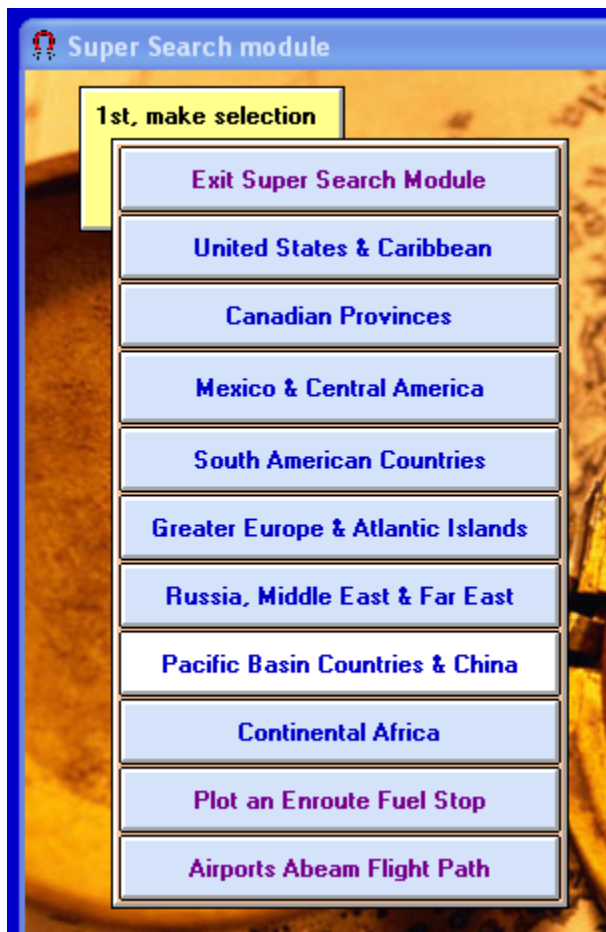 Super Search module
1st, make selection
Exit Super Search Module
United States & Caribbean
Canadian Provinces
Mexico & Central America
South American Countries
Greater Europe & Atlantic Islands
Russia, Middle East & Far East
Pacific Basin Countries & China
Continental Africa
Plot an Enroute Fuel Stop
Airports Abeam Flight Path